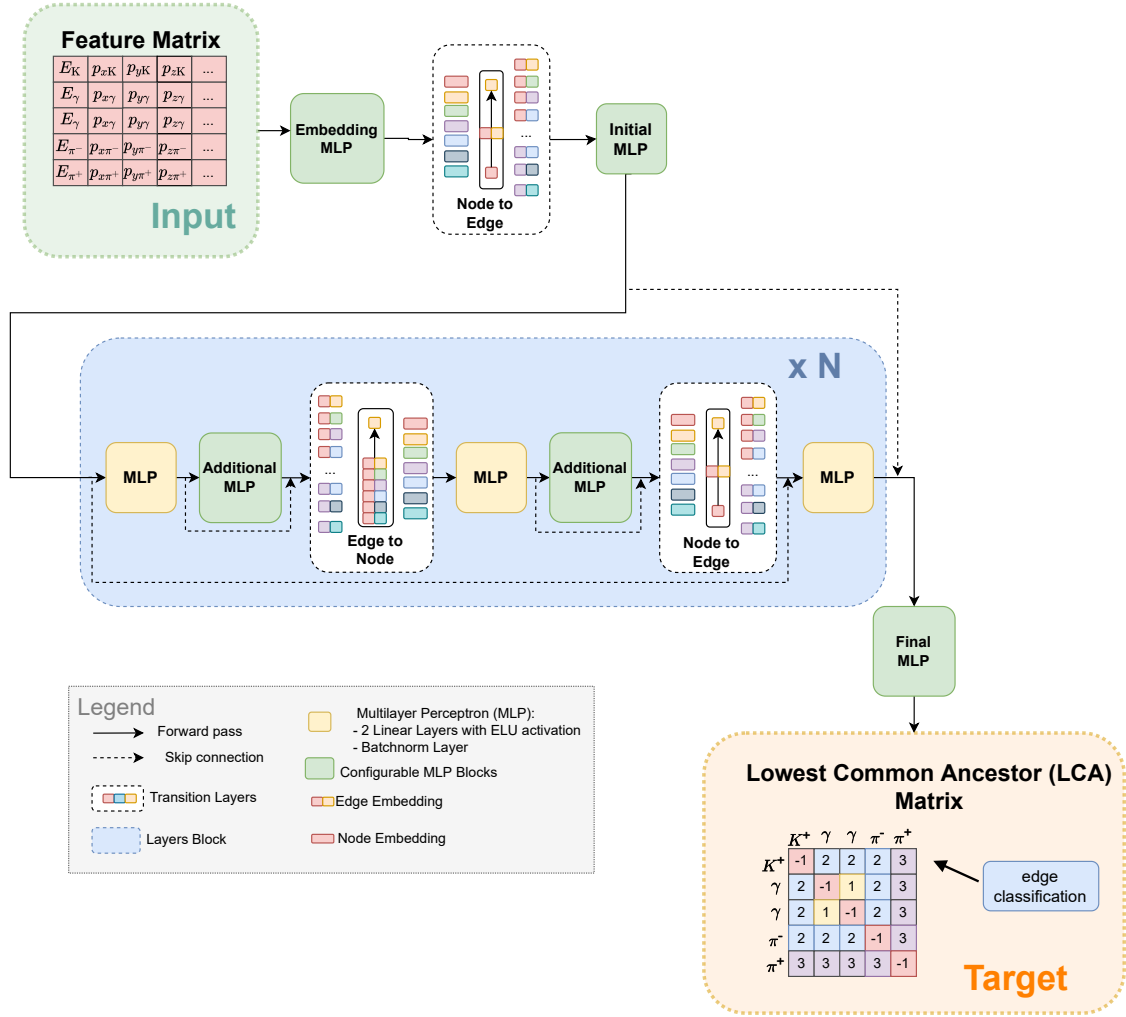 Feature Matrix
E_K p_xK p_yK p_zK ...
E_γ p_xγ p_yγ p_zγ ...
E_γ p_xγ p_yγ p_zγ ...
E_π⁻ p_xπ⁻ p_yπ⁻ p_zπ⁻ ...
E_π⁺ p_xπ⁺ p_yπ⁺ p_zπ⁺ ...
Input
Embedding
MLP
...
Node to
Edge
Initial
MLP
x N
MLP
Additional
MLP
...
Edge to
Node
MLP
Additional
MLP
...
Node to
Edge
MLP
Final
MLP
Legend
Forward pass
Skip connection
Transition Layers
Layers Block
Multilayer Perceptron (MLP):
- 2 Linear Layers with ELU activation
- Batchnorm Layer
Configurable MLP Blocks
Edge Embedding
Node Embedding
Lowest Common Ancestor (LCA)
Matrix
K⁺ γ γ π⁻ π⁺
K⁺ -1 2 2 2 3
γ 2 -1 1 2 3
γ 2 1 -1 2 3
π⁻ 2 2 2 -1 3
π⁺ 3 3 3 3 -1
edge
classification
Target